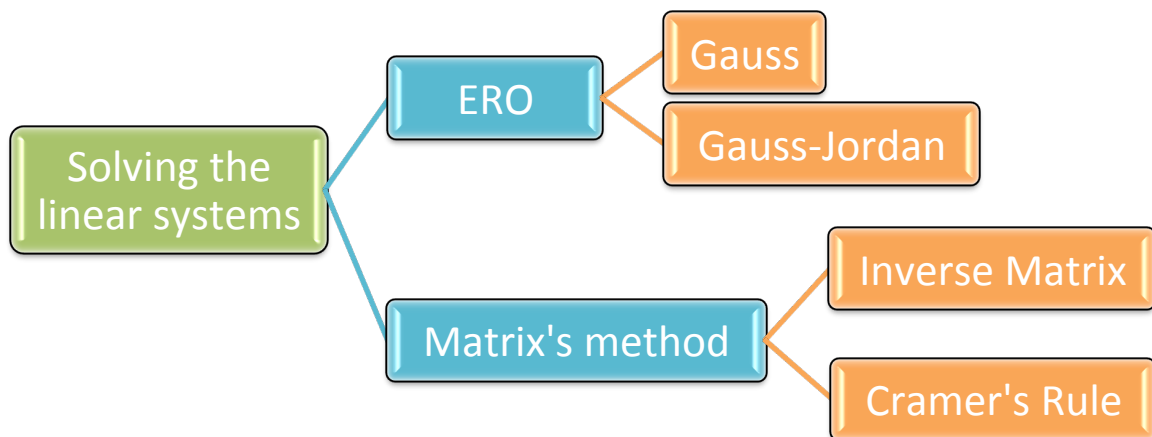 Solving the
linear systems
ERO
Gauss
Gauss-Jordan
Matrix's method
Inverse Matrix
Cramer's Rule